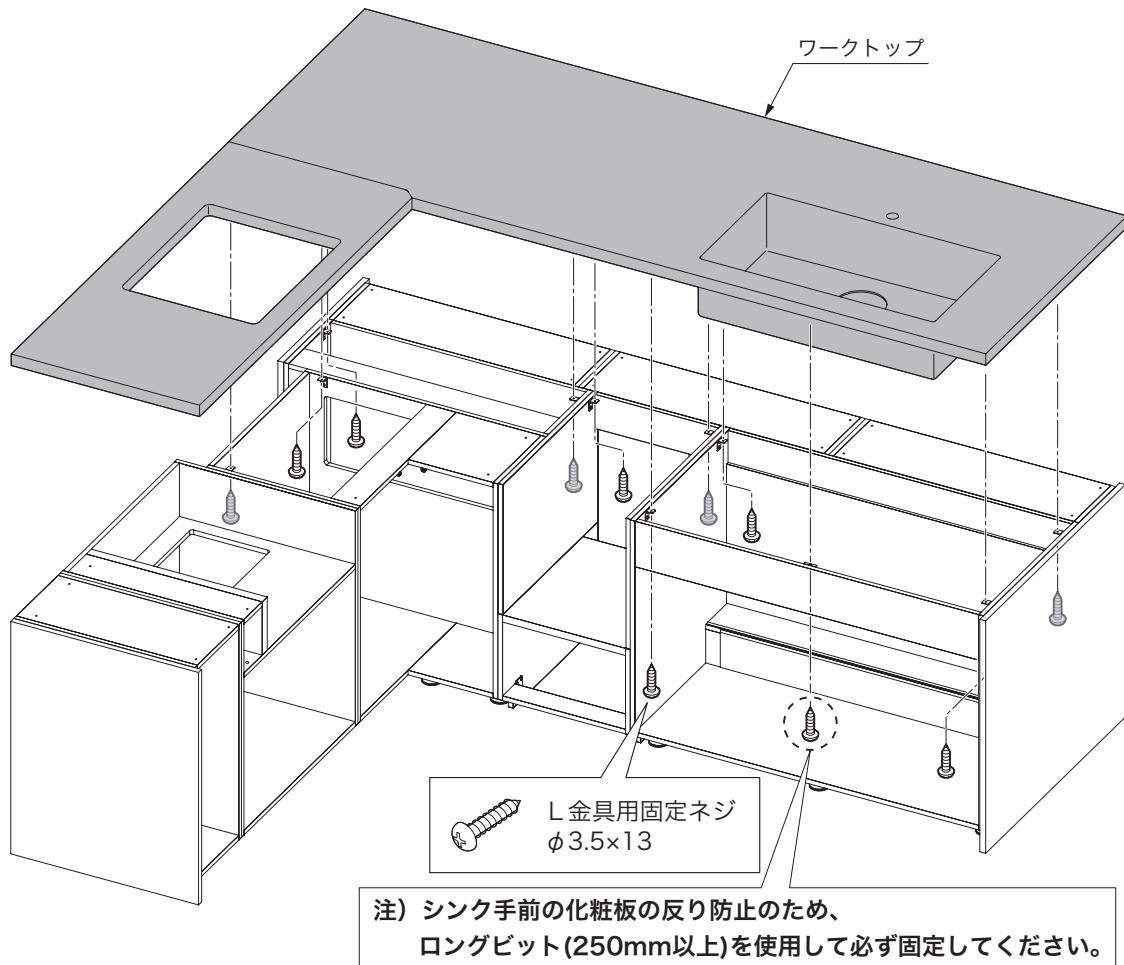 ワークトップ
L金具用固定ネジ
φ3.5×13
注）シンク手前の化粧板の反り防止のため、
ロングビット(250mm以上)を使用して必ず固定してください。